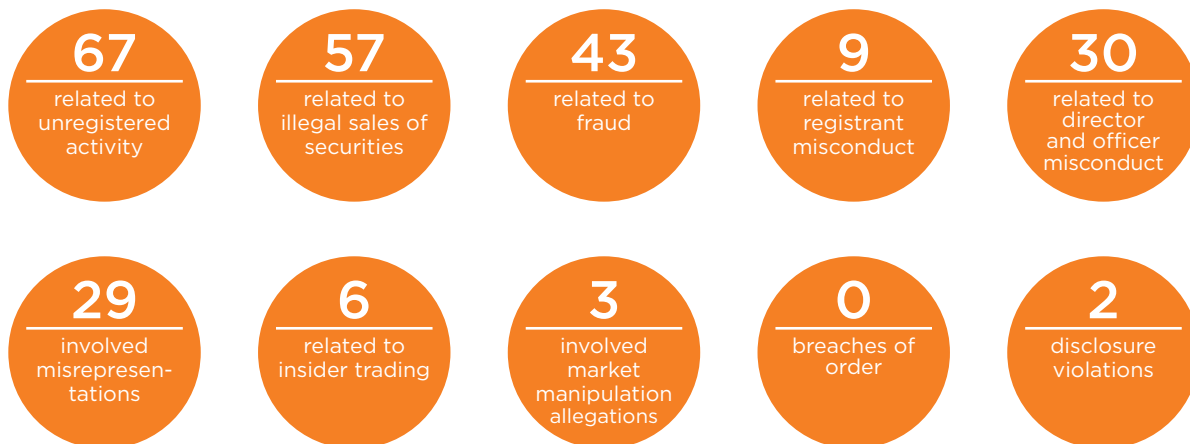 67
related to
unregistered
activity
57
related to
illegal sales of
securities
43
related to
fraud
9
related to
registrant
misconduct
30
related to
director
and officer
misconduct
29
involved
misrepresen-
tations
6
related to
insider trading
3
involved
market
manipulation
allegations
0
breaches of
order
2
disclosure
violations